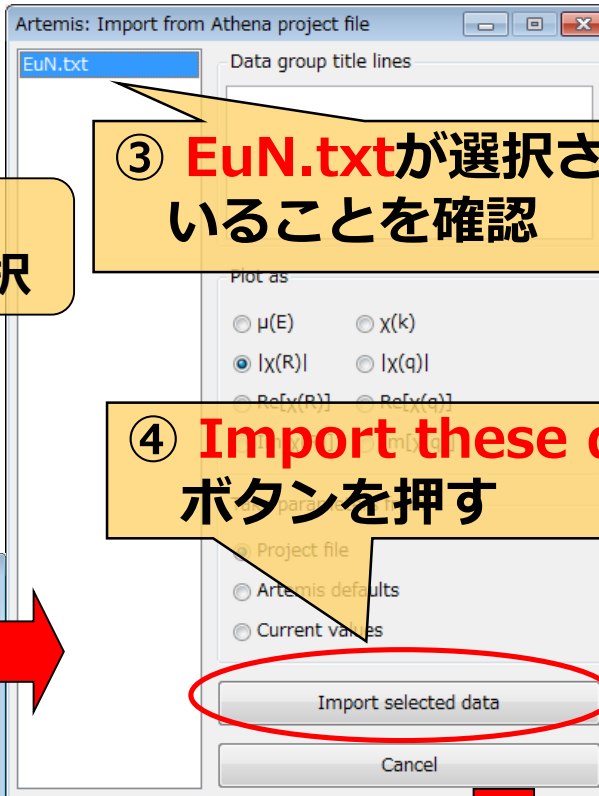 Artemis: Import from Athena project file
EuN.txt
Data group title lines
③ EuN.txtが選択さ
いることを確認
択
Plot as
μ(E)
χ(k)
|χ(R)|
|χ(q)|
Re[χ(R)]
Re[χ(q)]
④ Import these
ボタンを押す
Project file
Artemis defaults
Current values
Import selected data
Cancel